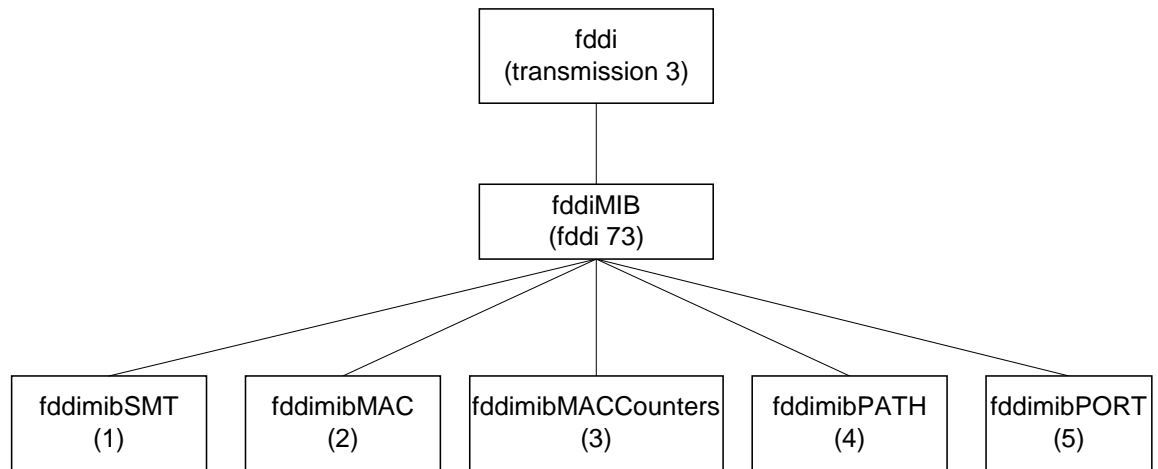 fddi
(transmission 3)
fddiMIB
(fddi 73)
fddimibSMT
(1)
fddimibMAC
(2)
fddimibMACCounters
(3)
fddimibPATH
(4)
fddimibPORT
(5)